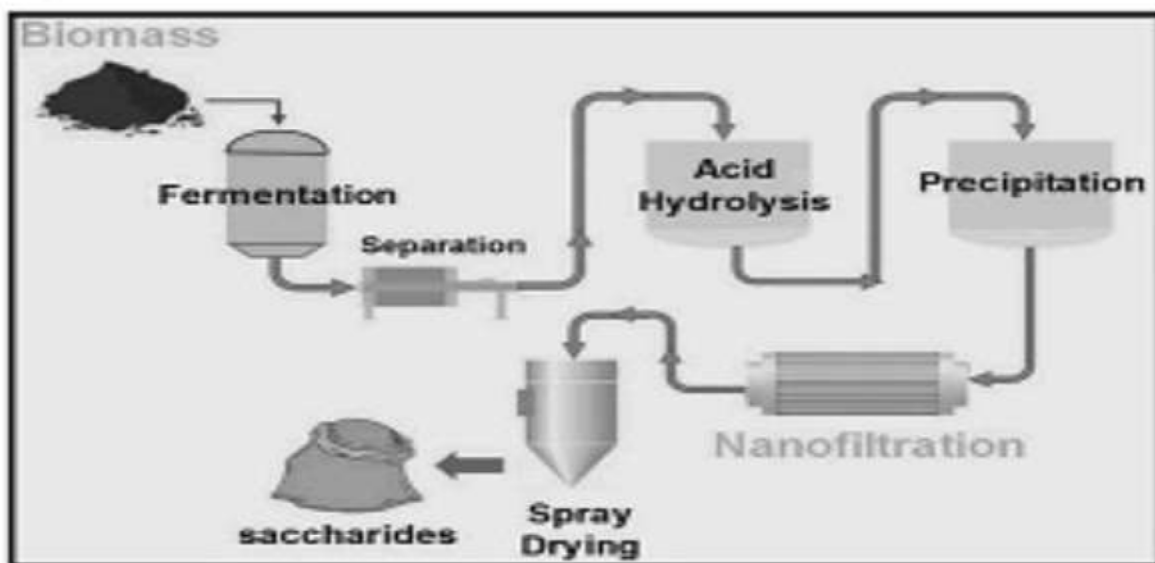 Biomass
Fermentation
Separation
Acid
Hydrolysis
Precipitation
Nanofiltration
Spray
Drying
saccharides